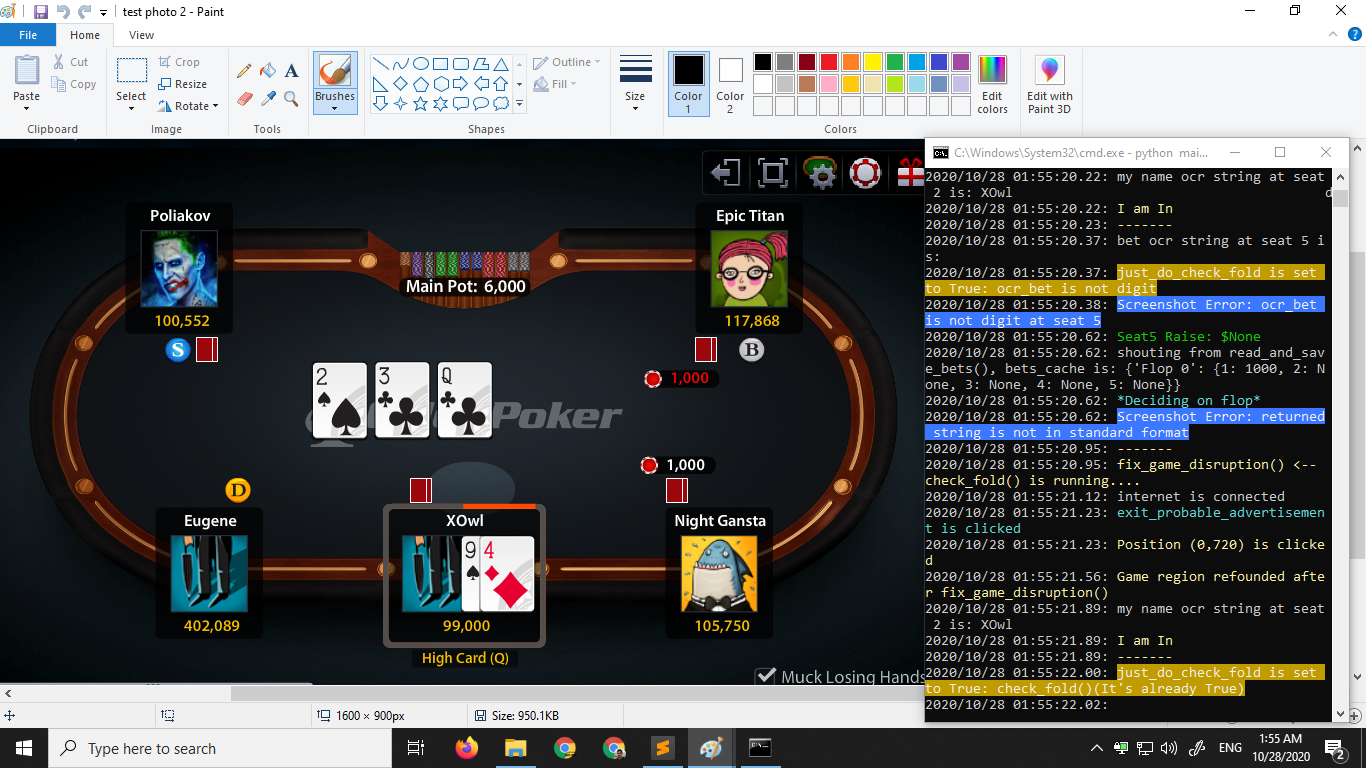 test photo 2 - Paint
File
Home
View
Paste
Cut
Copy
Clipboard
Select
Crop
Resize
Rotate
Image
A
Tools
Brushes
Shapes
Outline
Fill
Size
Color
1
Color
2
Edit
colors
Edit with
Paint 3D
Colors
Poliakov
100,552
S
Epic Titan
117,868
B
Main Pot: 6,000
1,000
2
3
Q
Poker
1,000
D
Eugene
402,089
XOwl
9
4
99,000
High Card (Q)
Night Gansta
105,750
Muck Losing Hands
C:\Windows\System32\cmd.exe - python mai...
2020/10/28 01:55:20.22: my name ocr string at seat
2 is: XOwl d
2020/10/28 01:55:20.22: I am In
2020/10/28 01:55:20.23: -------
2020/10/28 01:55:20.37: bet ocr string at seat 5 i
s:
2020/10/28 01:55:20.37: just_do_check_fold is set
to True: ocr_bet is not digit
2020/10/28 01:55:20.38: Screenshot Error: ocr_bet
is not digit at seat 5
2020/10/28 01:55:20.62: Seat5 Raise: $None
2020/10/28 01:55:20.62: shouting from read_and_sav
e_bets(), bets_cache is: {'Flop 0': {1: 1000, 2: N
one, 3: None, 4: None, 5: None}}
2020/10/28 01:55:20.62: *Deciding on flop*
2020/10/28 01:55:20.62: Screenshot Error: returned
string is not in standard format
2020/10/28 01:55:20.95: -------
2020/10/28 01:55:20.95: fix_game_disruption() <--
check_fold() is running....
2020/10/28 01:55:21.12: internet is connected
2020/10/28 01:55:21.23: exit_probable_advertisemen
t is clicked
2020/10/28 01:55:21.23: Position (0,720) is clicke
d
2020/10/28 01:55:21.56: Game region refounded afte
r fix_game_disruption()
2020/10/28 01:55:21.89: my name ocr string at seat
2 is: XOwl
2020/10/28 01:55:21.89: I am In
2020/10/28 01:55:21.89: -------
2020/10/28 01:55:22.00: just_do_check_fold is set
to True: check_fold()(It's already True)
2020/10/28 01:55:22.02:
1600 × 900px
Size: 950.1KB
Type here to search
ENG
1:55 AM
10/28/2020
2